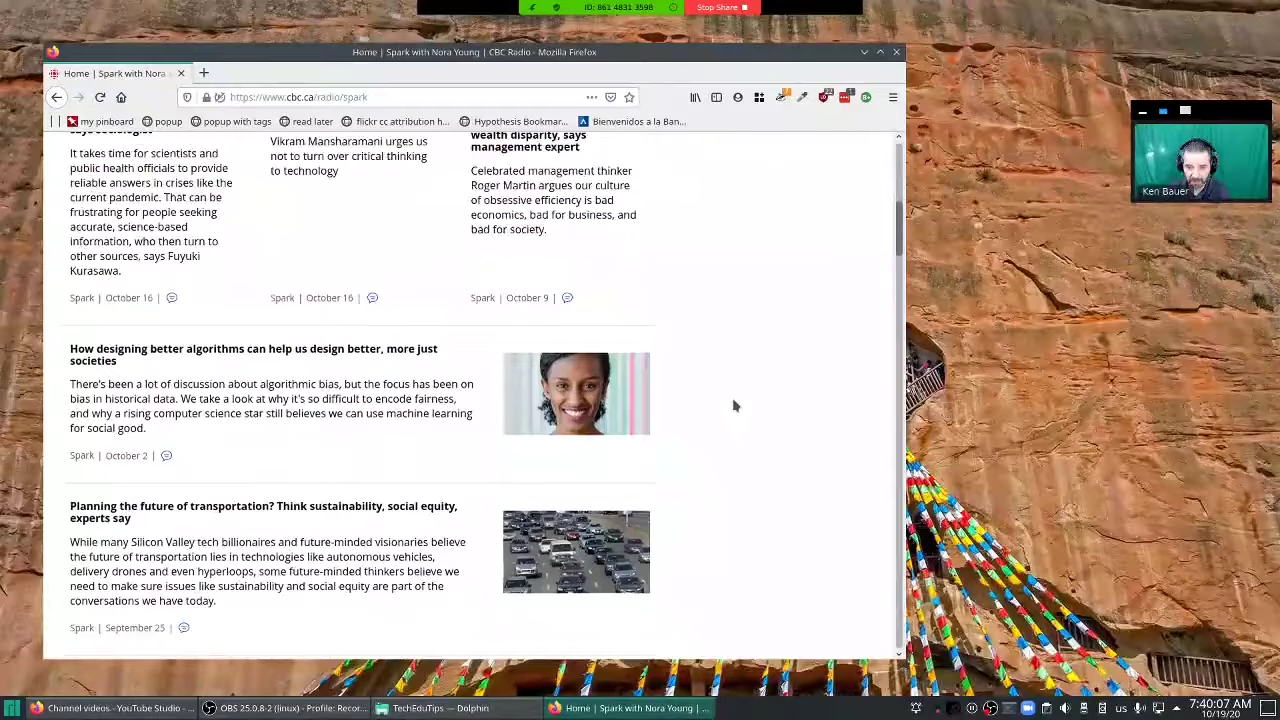 ID: 861 4831 3598
Stop Share
Home | Spark with Nora Young | CBC Radio - Mozilla Firefox
Home | Spark with Nora
https://www.cbc.ca/radio/spark
my pinboard
popup
popup with tags
read later
flickr cc attribution h...
Hypothesis Bookmar...
Bienvenidos a la Ban...
says sociologist
It takes time for scientists and
public health officials to provide
reliable answers in crises like the
current pandemic. That can be
frustrating for people seeking
accurate, science-based
information, who then turn to
other sources, says Fuyuki
Kurasawa.
Spark | October 16 |
Vikram Mansharamani urges us
not to turn over critical thinking
to technology
Spark | October 16 |
wealth disparity, says
management expert
Celebrated management thinker
Roger Martin argues our culture
of obsessive efficiency is bad
economics, bad for business, and
bad for society.
Spark | October 9 |
How designing better algorithms can help us design better, more just
societies
There's been a lot of discussion about algorithmic bias, but the focus has been on
bias in historical data. We take a look at why it's so difficult to encode fairness,
and why a rising computer science star still believes we can use machine learning
for social good.
Spark | October 2 |
Planning the future of transportation? Think sustainability, social equity,
experts say
While many Silicon Valley tech billionaires and future-minded visionaries believe
the future of transportation lies in technologies like autonomous vehicles,
delivery drones and even hyperloops, some future-minded thinkers believe we
need to make sure issues like sustainability and social equity are part of the
conversations we have today.
Spark | September 25 |
Ken Bauer
Channel videos - YouTube Studio - ...
OBS 25.0.8-2 (linux) - Profile: Recor...
TechEduTips — Dolphin
Home | Spark with Nora Young | ...
us
7:40:07 AM
10/19/20